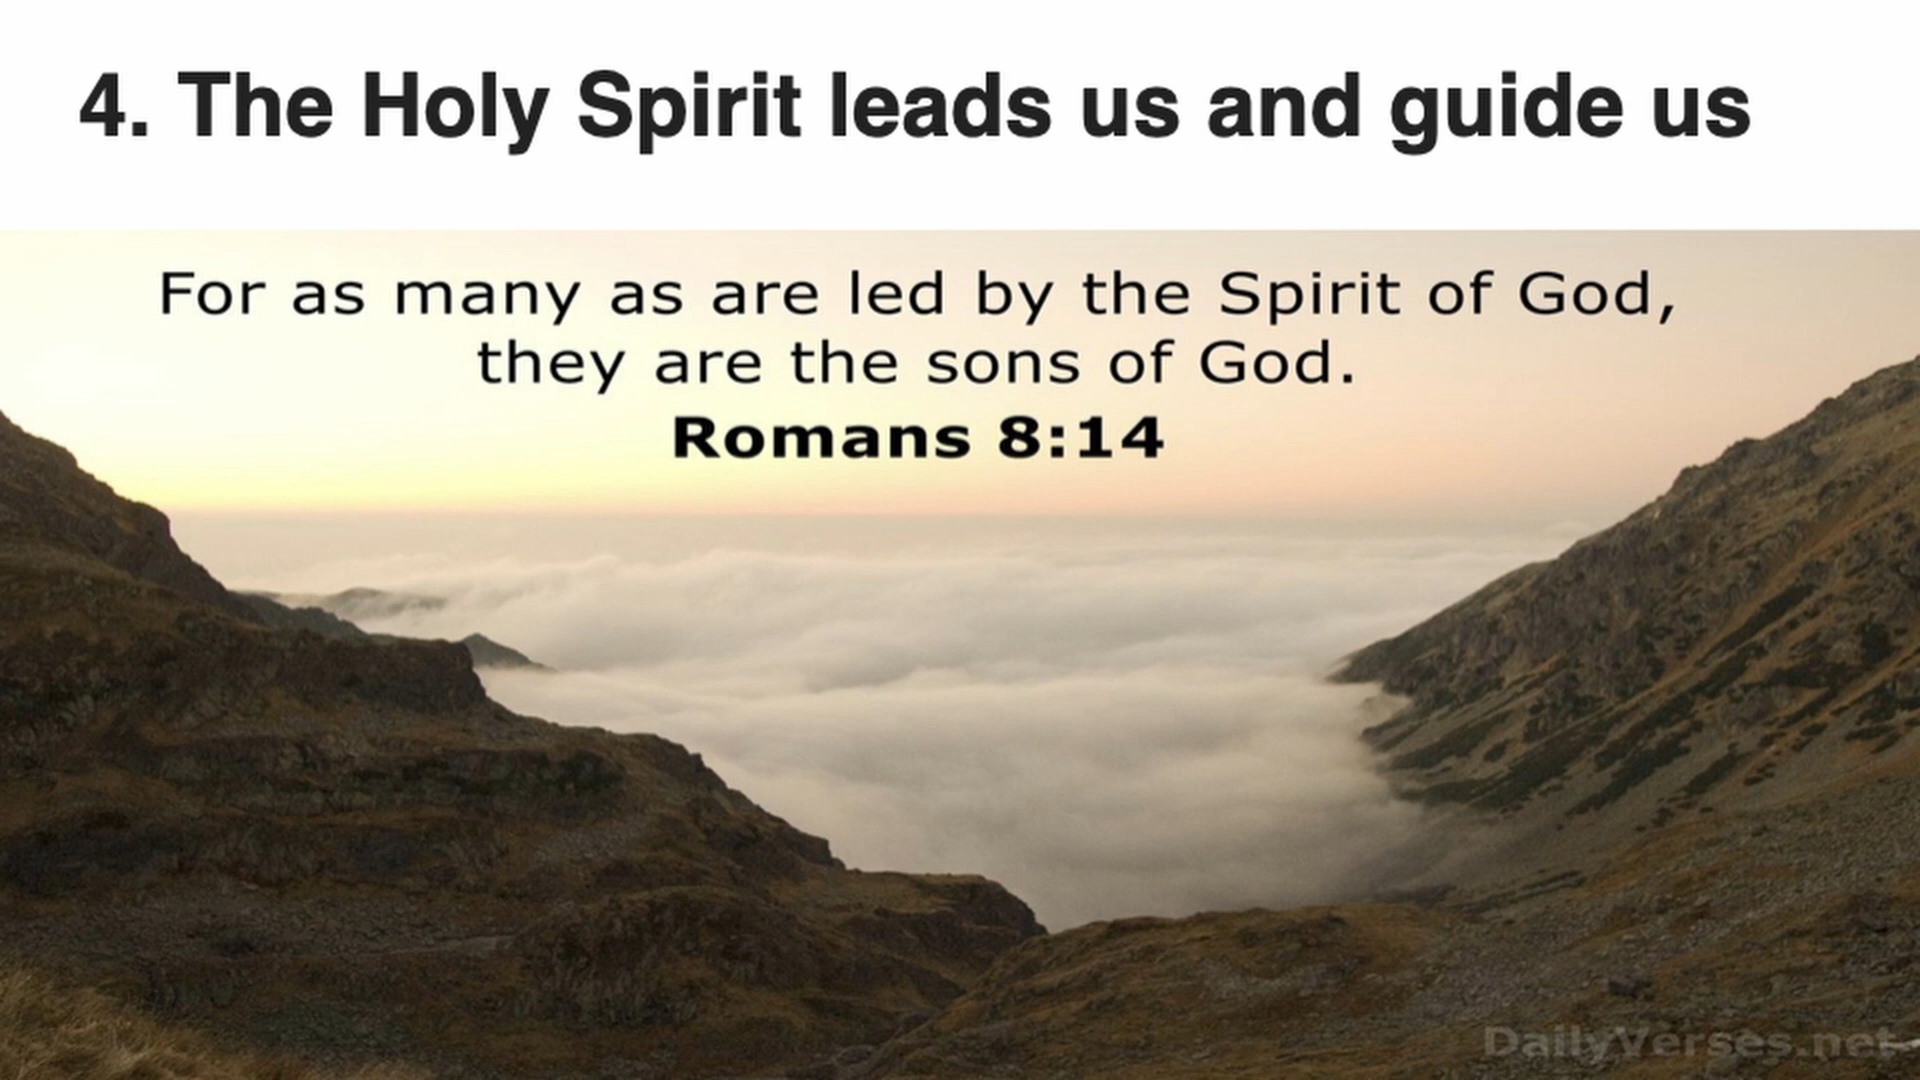 4. The Holy Spirit leads us and guide us
For as many as are led by the Spirit of God,
they are the sons of God.
Romans 8:14
DailyVerses.net